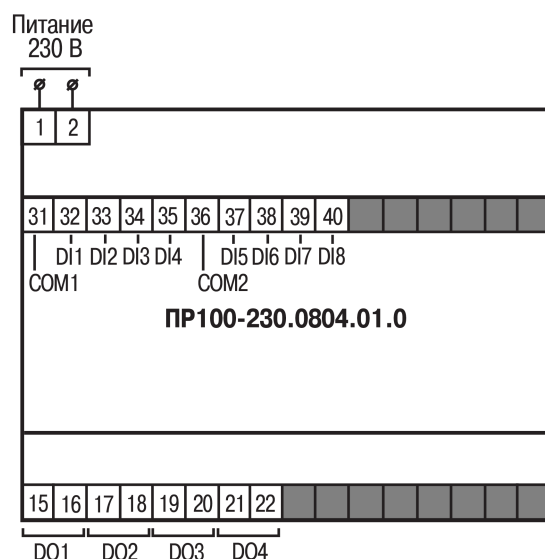 Питание
230 В
1 2
31 32 33 34 35 36 37 38 39 40
DI1 DI2 DI3 DI4 DI5 DI6 DI7 DI8
COM1 COM2
ПР100-230.0804.01.0
15 16 17 18 19 20 21 22
DO1 DO2 DO3 DO4